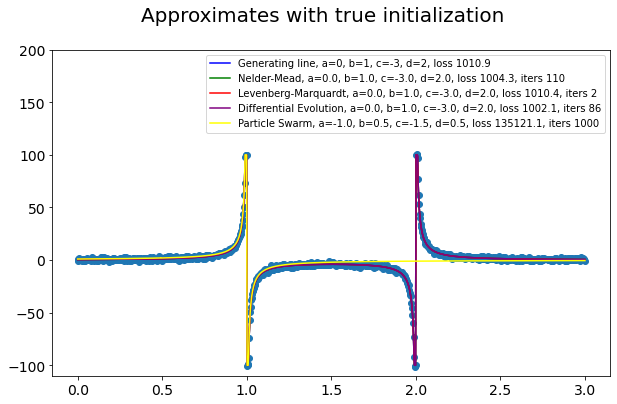 Approximates with true initialization
Generating line, a=0, b=1, c=-3, d=2, loss 1010.9
Nelder-Mead, a=0.0, b=1.0, c=-3.0, d=2.0, loss 1004.3, iters 110
Levenberg-Marquardt, a=0.0, b=1.0, c=-3.0, d=2.0, loss 1010.4, iters 2
Differential Evolution, a=0.0, b=1.0, c=-3.0, d=2.0, loss 1002.1, iters 86
Particle Swarm, a=-1.0, b=0.5, c=-1.5, d=0.5, loss 135121.1, iters 1000
200
150
100
50
0
−50
−100
0.0 0.5 1.0 1.5 2.0 2.5 3.0